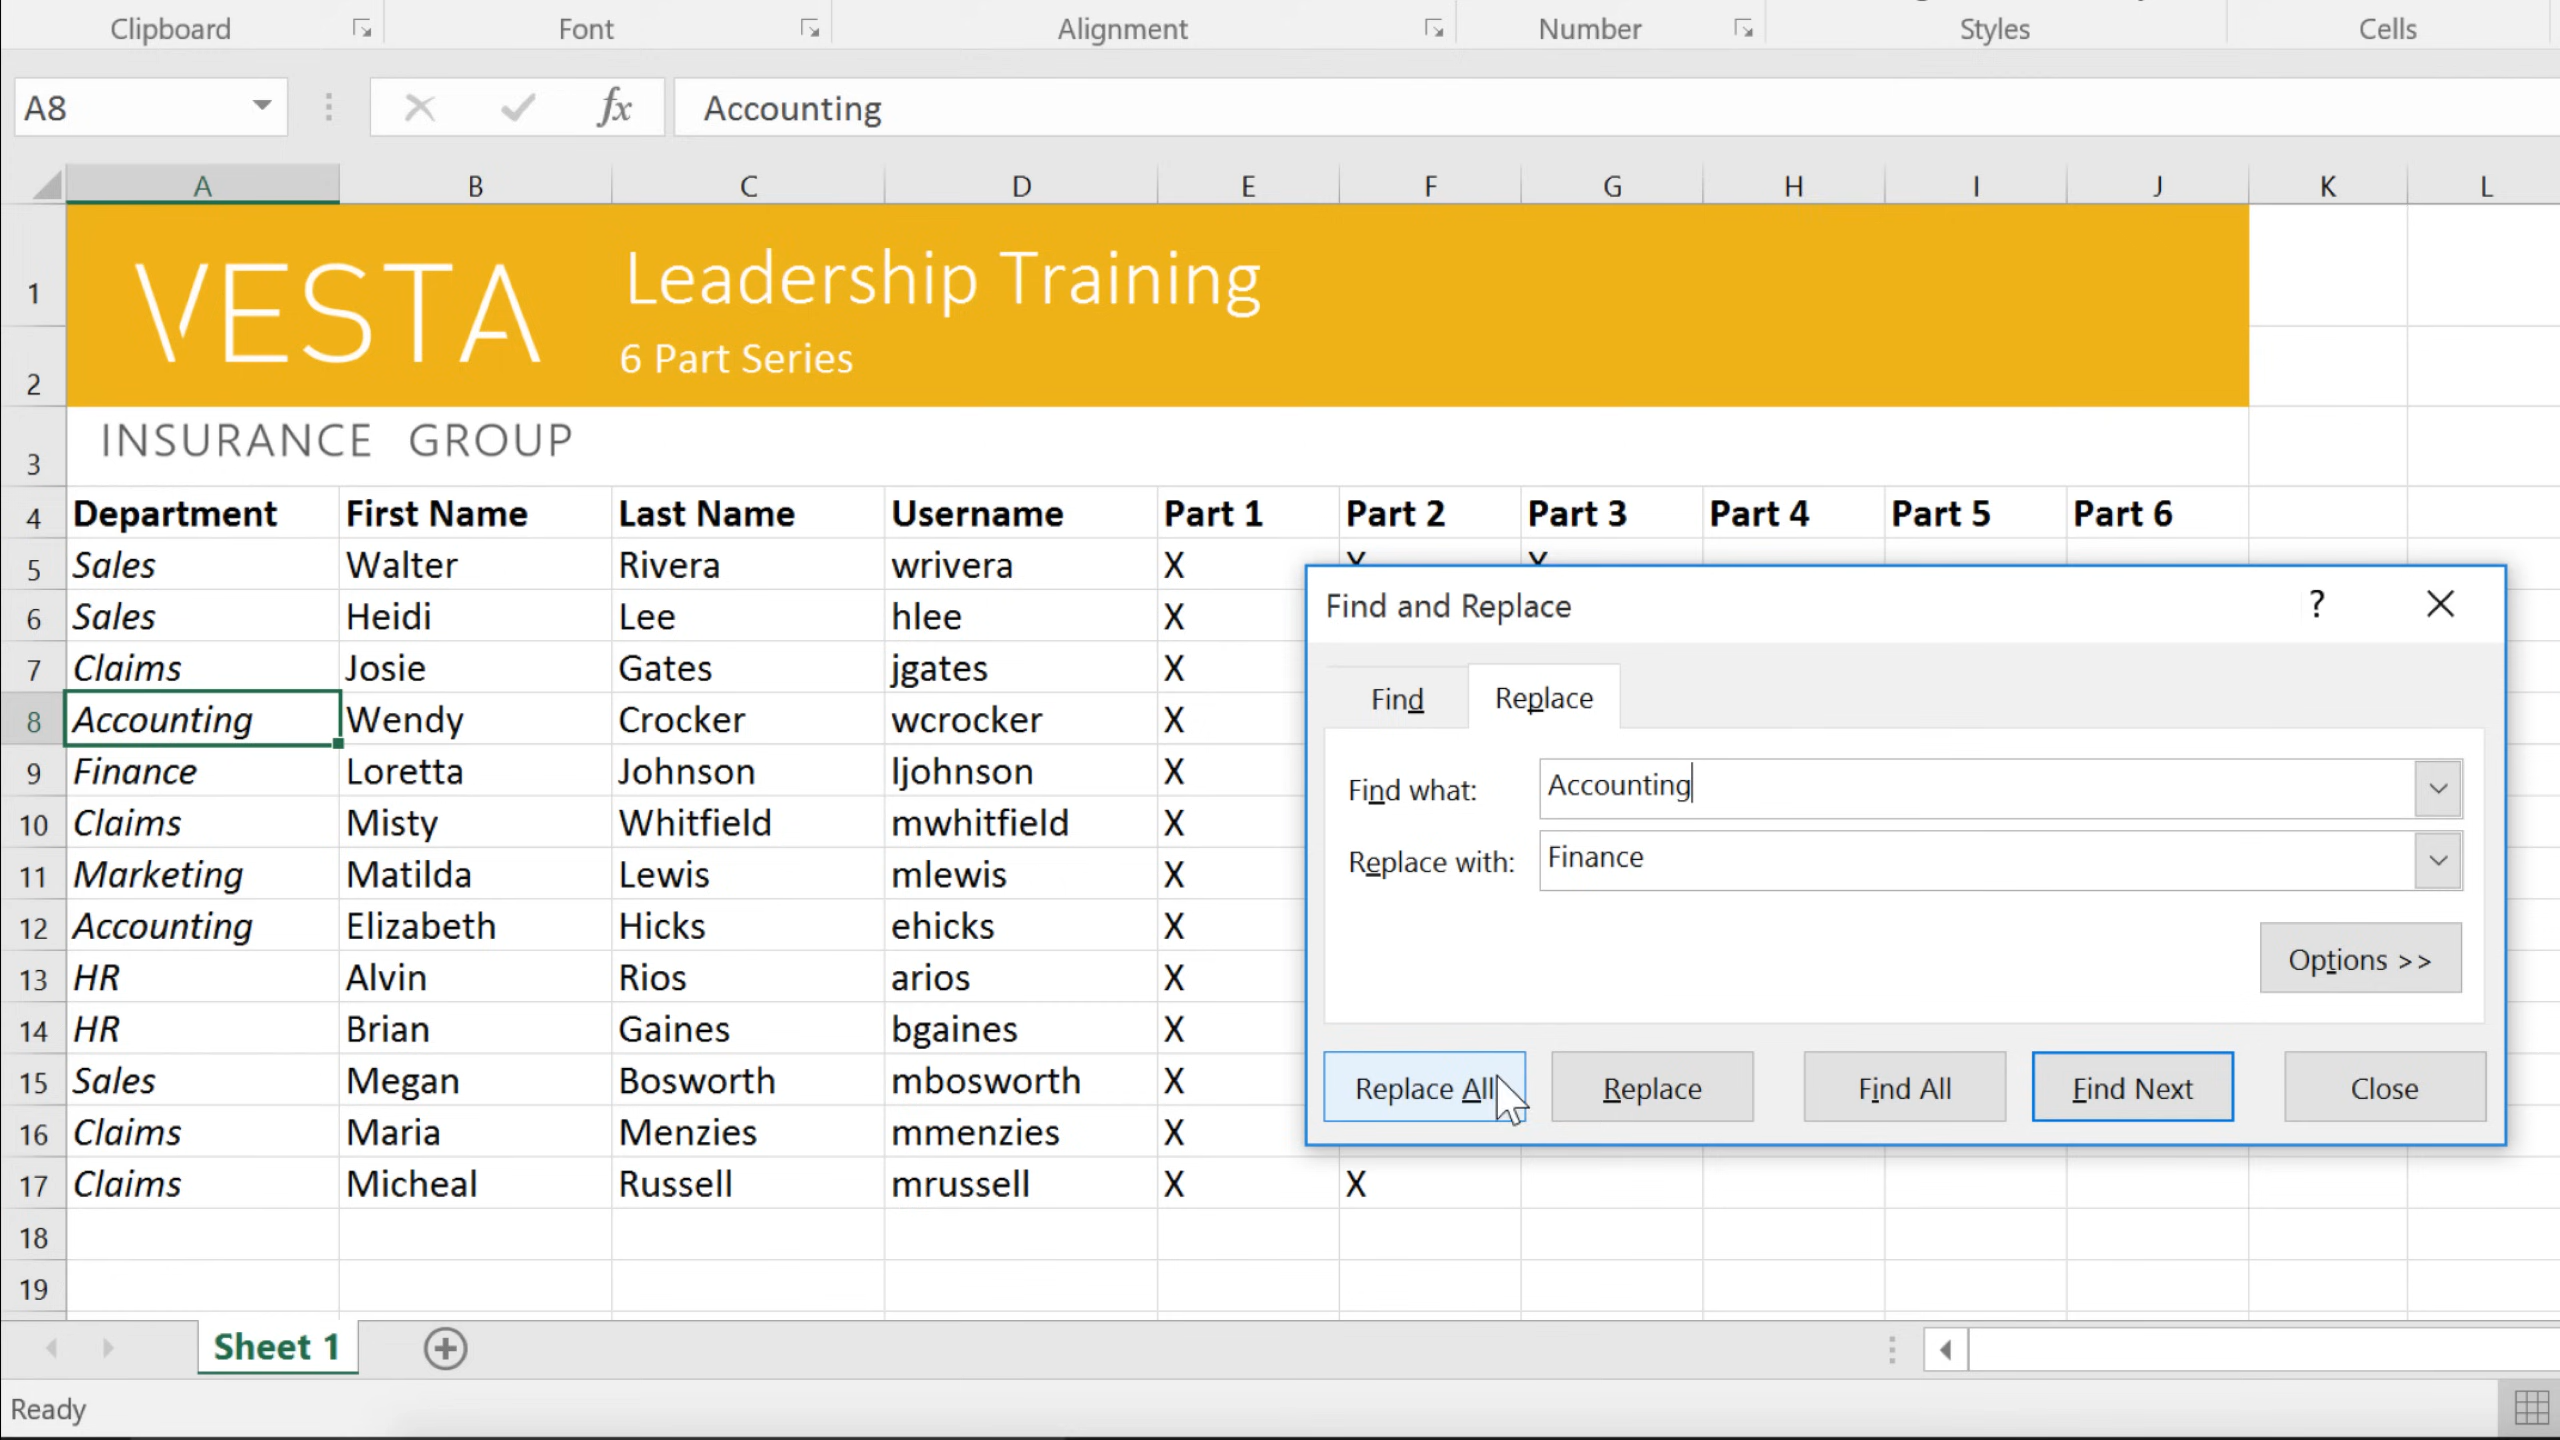 Clipboard Font Alignment Number Styles Cells
A8 fx Accounting
A B C D E F G H I J K L
1 VESTA Leadership Training
2 6 Part Series
3 INSURANCE GROUP
4 Department First Name Last Name Username Part 1 Part 2 Part 3 Part 4 Part 5 Part 6
5 Sales Walter Rivera wrivera X X X
6 Sales Heidi Lee hlee X
7 Claims Josie Gates jgates X
8 Accounting Wendy Crocker wcrocker X
9 Finance Loretta Johnson ljohnson X
10 Claims Misty Whitfield mwhitfield X
11 Marketing Matilda Lewis mlewis X
12 Accounting Elizabeth Hicks ehicks X
13 HR Alvin Rios arios X
14 HR Brian Gaines bgaines X
15 Sales Megan Bosworth mbosworth X
16 Claims Maria Menzies mmenzies X
17 Claims Micheal Russell mrussell X X
18
19
Find and Replace ?
Find Replace
Find what: Accounting
Replace with: Finance
Options >>
Replace All Replace Find All Find Next Close
Sheet 1
Ready